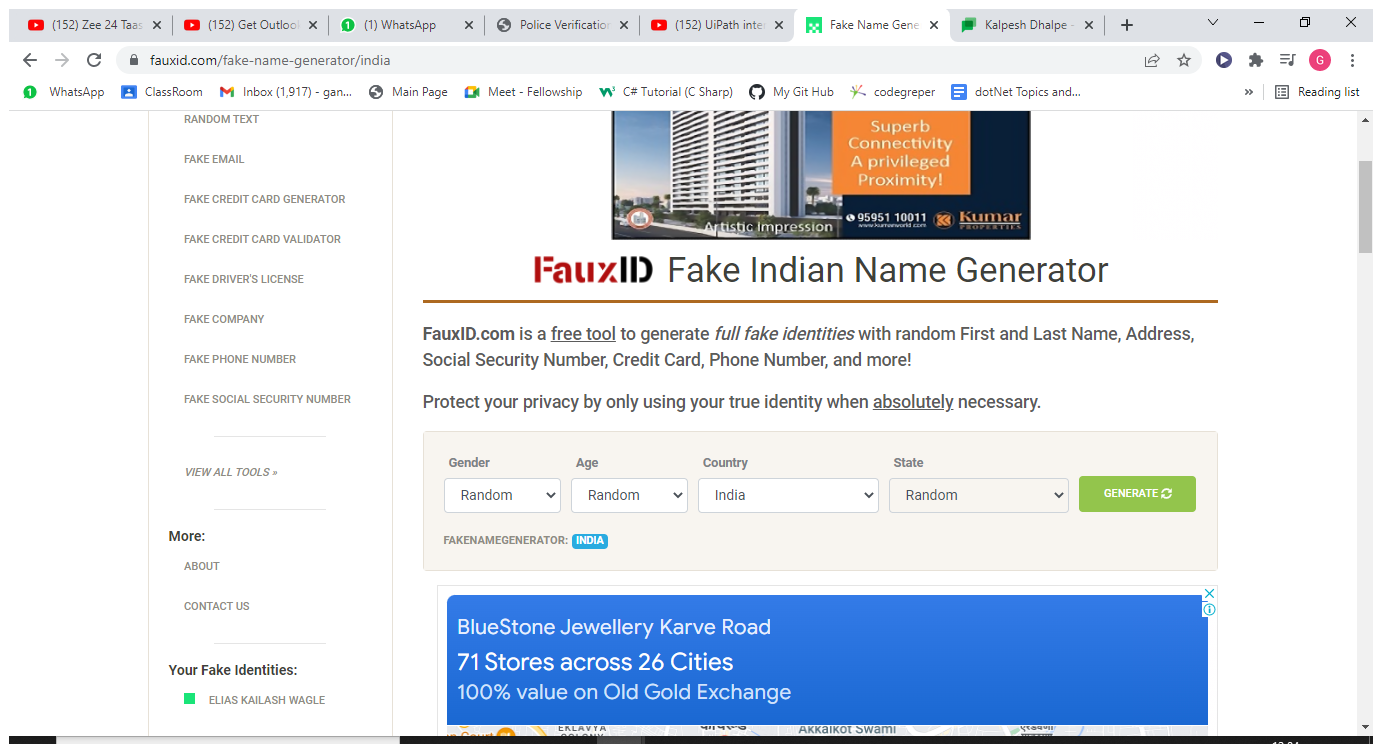 (152) Zee 24 Taas
(152) Get Outlook
(1) WhatsApp
Police Verification
(152) UiPath inter
Fake Name Gene
Kalpesh Dhalpe -
fauxid.com/fake-name-generator/india
G
WhatsApp
ClassRoom
Inbox (1,917) - gan...
Main Page
Meet - Fellowship
C# Tutorial (C Sharp)
My Git Hub
codegreper
dotNet Topics and...
»
Reading list
RANDOM TEXT
FAKE EMAIL
FAKE CREDIT CARD GENERATOR
FAKE CREDIT CARD VALIDATOR
FAKE DRIVER'S LICENSE
FAKE COMPANY
FAKE PHONE NUMBER
FAKE SOCIAL SECURITY NUMBER
VIEW ALL TOOLS »
More:
ABOUT
CONTACT US
Your Fake Identities:
ELIAS KAILASH WAGLE
Superb
Connectivity
A privileged
Proximity!
Artistic Impression
95951 10011
www.kumarworld.com
Kumar
PROPERTIES
FauxID Fake Indian Name Generator
FauxID.com is a free tool to generate full fake identities with random First and Last Name, Address,
Social Security Number, Credit Card, Phone Number, and more!
Protect your privacy by only using your true identity when absolutely necessary.
Gender Age Country State
Random Random India Random GENERATE
FAKENAMEGENERATOR: INDIA
BlueStone Jewellery Karve Road
71 Stores across 26 Cities
100% value on Old Gold Exchange
EKLAVYA
Akkalkot Swami